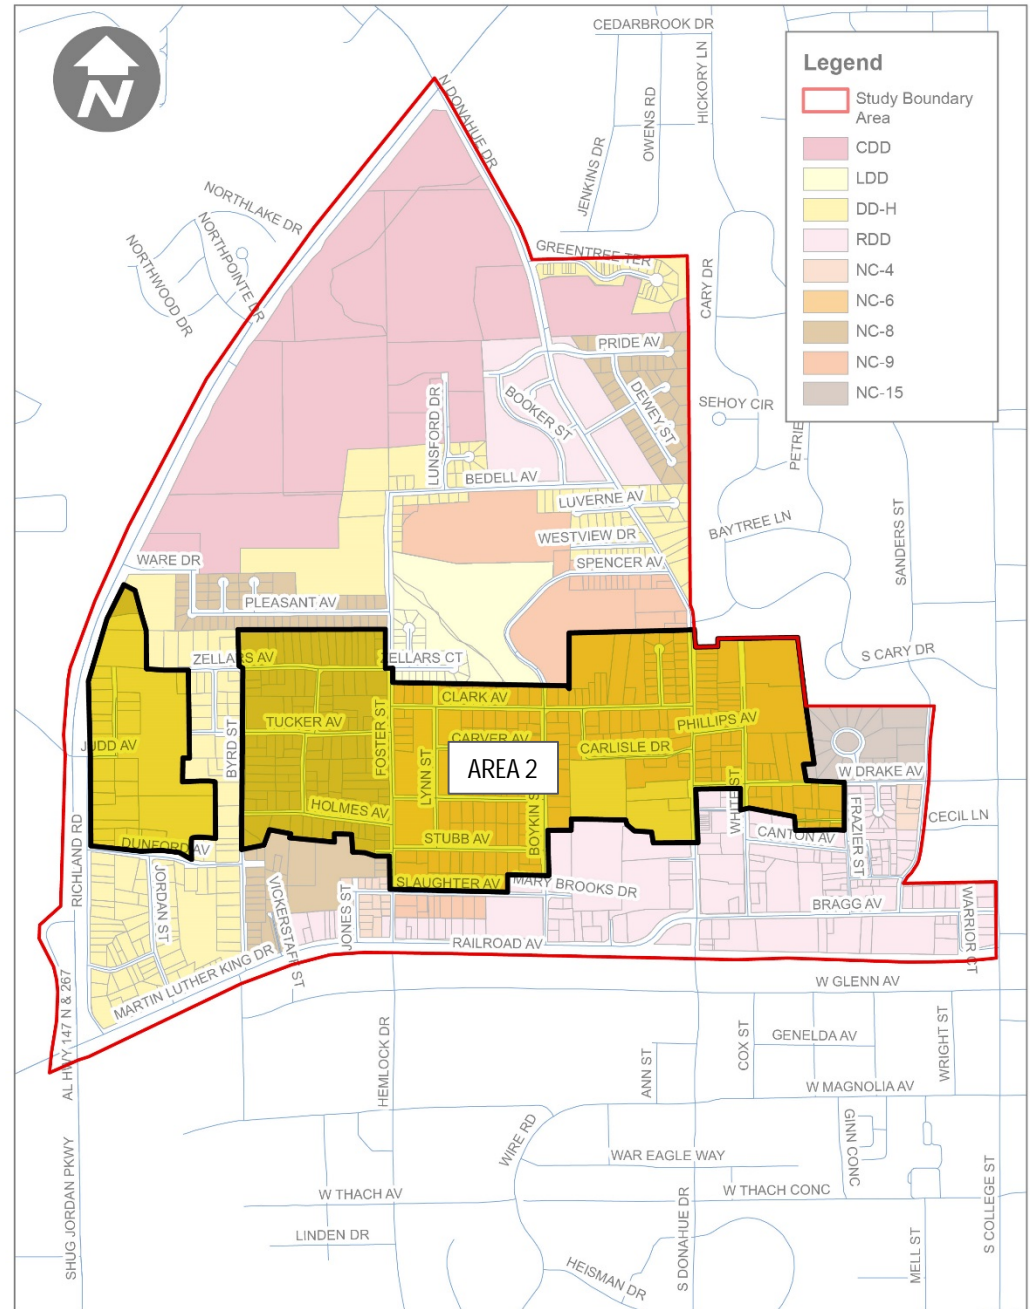 CEDARBROOK DR
N
N DONAHUE DR
HICKORY LN
OWENS RD
JENKINS DR
Legend
Study Boundary
Area
CDD
LDD
DD-H
RDD
NC-4
NC-6
NC-8
NC-9
NC-15
NORTHLAKE DR
NORTHPOINTE DR
NORTHWOOD DR
GREENTREE TER
CARY DR
PRIDE AV
DEWEY ST
BOOKER ST
LUNSFORD DR
SEHOY CIR
PETRIE
BEDELL AV
LUVERNE AV
WESTVIEW DR
SPENCER AV
BAYTREE LN
SANDERS ST
WARE DR
PLEASANT AV
ZELLARS AV
ZELLARS CT
S CARY DR
CLARK AV
TUCKER AV
BYRD ST
FOSTER ST
CARVER AV
CARLISLE DR
PHILLIPS AV
JUDD AV
AREA 2
LYNN ST
BOYKIN S
W DRAKE AV
HOLMES AV
WHITE ST
FRAZIER ST
CECIL LN
STUBB AV
CANTON AV
DUNFORD AV
RICHLAND RD
JORDAN ST
VICKERSTAFF ST
JONES ST
SLAUGHTER AV
MARY BROOKS DR
BRAGG AV
WARRIOR CT
RAILROAD AV
MARTIN LUTHER KING DR
W GLENN AV
AL HWY 147 N & 267
HEMLOCK DR
ANN ST
COX ST
GENELDA AV
WRIGHT ST
W MAGNOLIA AV
WIRE RD
GINN CONC
WAR EAGLE WAY
SHUG JORDAN PKWY
W THACH AV
W THACH CONC
S DONAHUE DR
S COLLEGE ST
LINDEN DR
MELL ST
HEISMAN DR